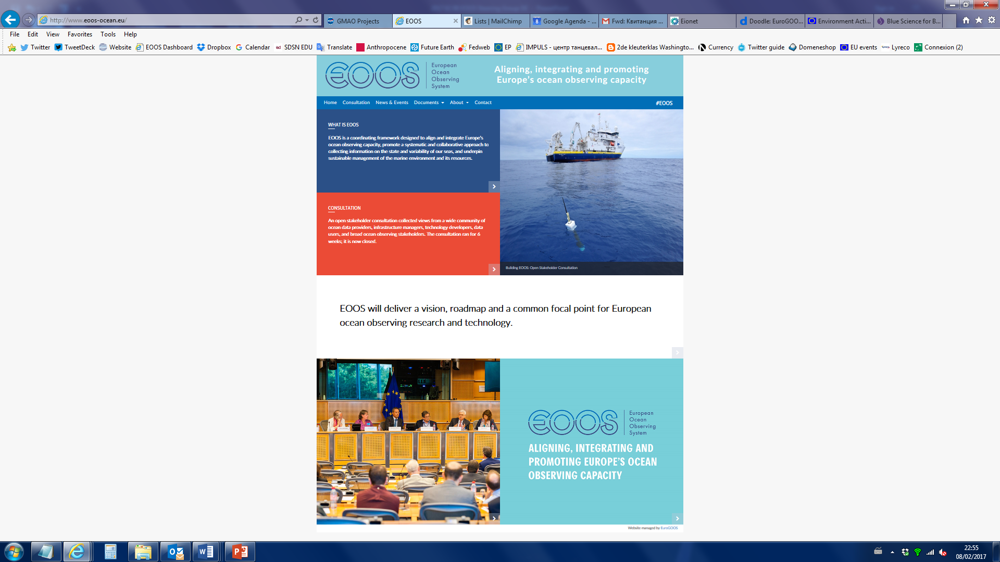 http://www.eoos-ocean.eu/
GMAO Projects
EOOS
Lists | MailChimp
Google Agenda - ...
Fwd: Квитанция ...
Eionet
Doodle: EuroGOO...
Environment Acti...
Blue Science for B...
File Edit View Favorites Tools Help
Twitter TweetDeck Website EOOS Dashboard Dropbox Calendar SDSN EDU Translate Anthropocene Future Earth Fedweb EP IMPULS - центр танцевал... 2de kleuterklas Washingto... Currency Twitter guide Domeneshop EU events Lyreco Connexion (2)
EOOS
European
Ocean
Observing
System
Aligning, integrating and promoting
Europe's ocean observing capacity
Home Consultation News & Events Documents About Contact #EOOS
WHAT IS EOOS
EOOS is a coordinating framework designed to align and integrate Europe's
ocean observing capacity, promote a systematic and collaborative approach to
collecting information on the state and variability of our seas, and underpin
sustainable management of the marine environment and its resources.
CONSULTATION
An open stakeholder consultation collected views from a wide community of
ocean data providers, infrastructure managers, technology developers, data
users, and broad ocean observing stakeholders. The consultation ran for 6
weeks; it is now closed.
Building EOOS: Open Stakeholder Consultation
EOOS will deliver a vision, roadmap and a common focal point for European
ocean observing research and technology.
EOOS
European
Ocean
Observing
System
ALIGNING, INTEGRATING AND
PROMOTING EUROPE'S OCEAN
OBSERVING CAPACITY
Website managed by EuroGOOS
22:55
08/02/2017